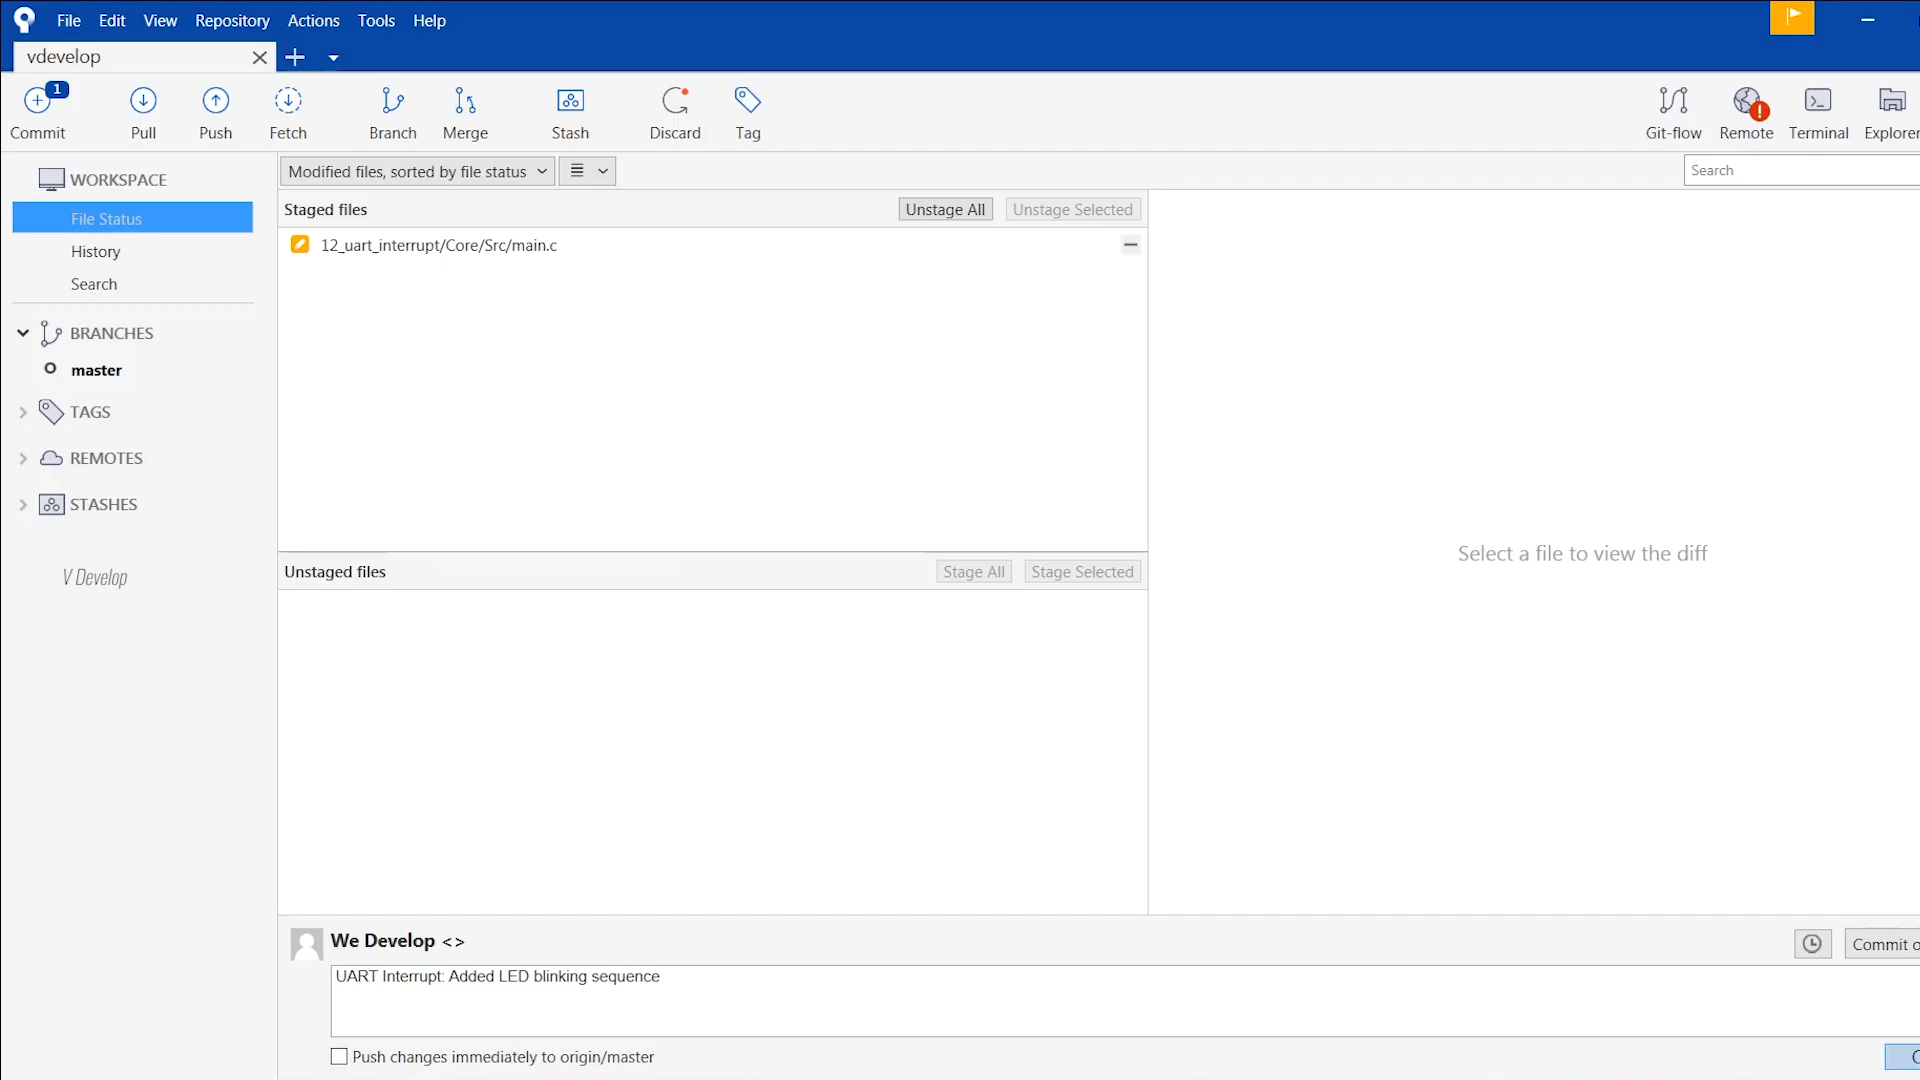 File Edit View Repository Actions Tools Help
vdevelop
1
Commit Pull Push Fetch Branch Merge Stash Discard Tag Git-flow Remote Terminal Explorer
WORKSPACE
Modified files, sorted by file status
Search
File Status
History
Search
Staged files Unstage All Unstage Selected
12_uart_interrupt/Core/Src/main.c
BRANCHES
master
TAGS
REMOTES
STASHES
V Develop
Select a file to view the diff
Unstaged files Stage All Stage Selected
We Develop <>
Commit o
UART Interrupt: Added LED blinking sequence
Push changes immediately to origin/master